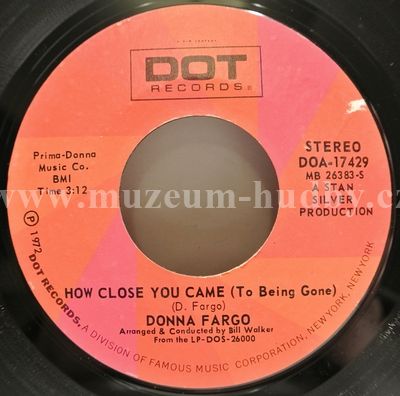 DOT
RECORDS®
Prima-Donna
Music Co.
BMI
Time 3:12
STEREO
DOA-17429
MB 26383-S
A STAN
SILVER
PRODUCTION
www.muzeum-hudby.cz
Ⓟ 1972 DOT RECORDS, A DIVISION OF FAMOUS MUSIC CORPORATION, NEW YORK, NEW YORK
HOW CLOSE YOU CAME (To Being Gone)
(D. Fargo)
DONNA FARGO
Arranged & Conducted by Bill Walker
From the LP-DOS-26000